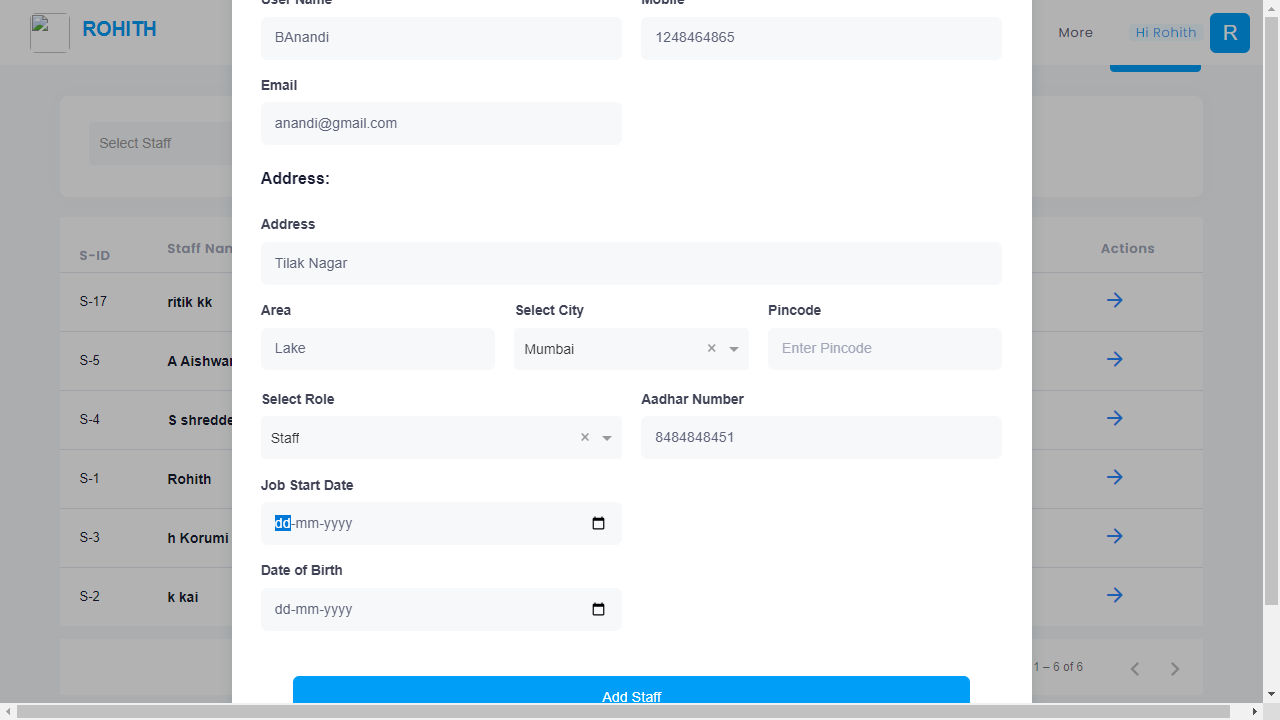 ROHITH
More
Hi Rohith
R
User Name
Mobile
BAnandi
1248464865
Email
anandi@gmail.com
Select Staff
Address:
Address
Tilak Nagar
S-ID
Staff Nam
Actions
Area
Select City
Pincode
S-17
ritik kk
Lake
Mumbai
×
Enter Pincode
S-5
A Aishwar
Select Role
Aadhar Number
S-4
S shredde
Staff
×
8484848451
S-1
Rohith
Job Start Date
dd-mm-yyyy
S-3
h Korumi
Date of Birth
dd-mm-yyyy
S-2
k kai
1 – 6 of 6
Add Staff